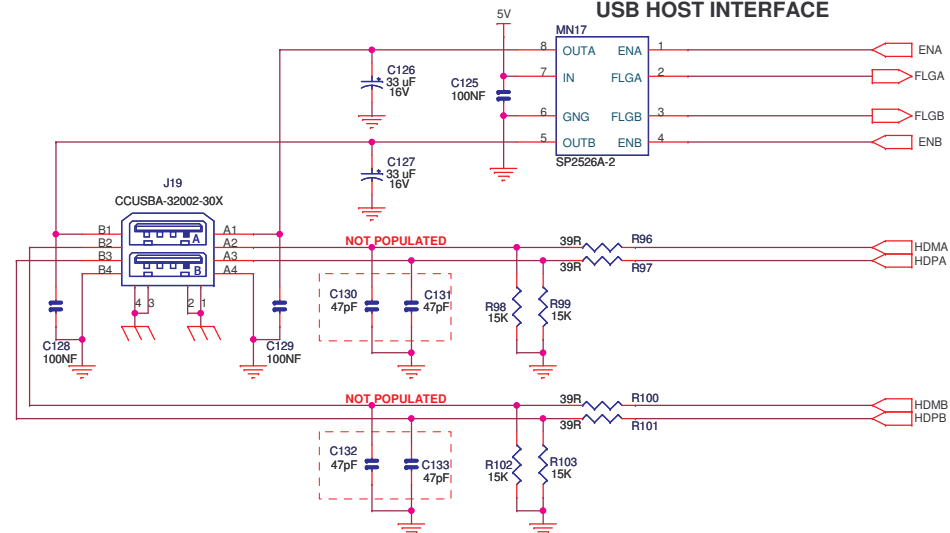 USB HOST INTERFACE
5V
MN17
8 OUTA ENA 1 ENA
7 IN FLGA 2 FLGA
6 GNG FLGB 3 FLGB
5 OUTB ENB 4 ENB
SP2526A-2
C126
33 uF
16V
C125
100NF
C127
33 uF
16V
J19
CCUSBA-32002-30X
B1 A1
B2 A A2
B3 A3
B4 B A4
4 3 2 1
C128
100NF
C129
100NF
NOT POPULATED
39R R96 HDMA
39R R97 HDPA
C130
47pF
C131
47pF
R98
15K
R99
15K
NOT POPULATED
39R R100 HDMB
39R R101 HDPB
C132
47pF
C133
47pF
R102
15K
R103
15K